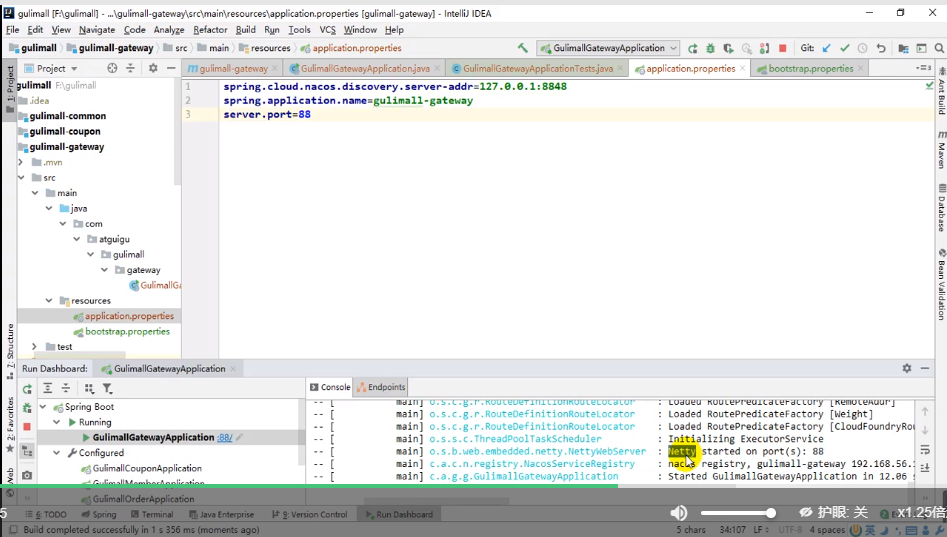 gulimall [F:\gulimall] - ...\gulimall-gateway\src\main\resources\application.properties [gulimall-gateway] - IntelliJ IDEA
File Edit View Navigate Code Analyze Refactor Build Run Tools VCS Window Help
gulimall gulimall-gateway src main resources application.properties GulimallGatewayApplication Git:
Project gulimall-gateway GulimallGatewayApplication.java GulimallGatewayApplicationTests.java application.properties bootstrap.properties
1: Project
gulimall F:\gulimall
.idea
gulimall-common
gulimall-coupon
gulimall-gateway
.mvn
src
main
java
com
atguigu
gulimall
gateway
GulimallGa
resources
application.properties
bootstrap.properties
test
1 spring.cloud.nacos.discovery.server-addr=127.0.0.1:8848
2 spring.application.name=gulimall-gateway
3 server.port=88
Ant Build
Maven
Database
Bean Validation
7: Structure
2: Favorites
Web
Run Dashboard: GulimallGatewayApplication
Spring Boot
Running
GulimallGatewayApplication :88/
Configured
GulimallCouponApplication
GulimallMemberApplication
GulimallOrderApplication
Console Endpoints
-- [ main] o.s.c.g.r.RouteDefinitionRouteLocator : Loaded RoutePredicateFactory [RemoteAddr]
-- [ main] o.s.c.g.r.RouteDefinitionRouteLocator : Loaded RoutePredicateFactory [Weight]
-- [ main] o.s.c.g.r.RouteDefinitionRouteLocator : Loaded RoutePredicateFactory [CloudFoundryRou
-- [ main] o.s.s.c.ThreadPoolTaskScheduler : Initializing ExecutorService
-- [ main] o.s.b.web.embedded.netty.NettyWebServer : Netty started on port(s): 88
-- [ main] c.a.c.n.registry.NacosServiceRegistry : nacos registry, gulimall-gateway 192.168.56.
-- [ main] c.a.g.g.GulimallGatewayApplication : Started GulimallGatewayApplication in 12.06 s
6: TODO Spring Terminal Java Enterprise 9: Version Control Run Dashboard
护眼: 关 x1.25倍
Build completed successfully in 1 s 356 ms (moments ago) 5 chars 34:107 LF UTF-8 4 spaces 英